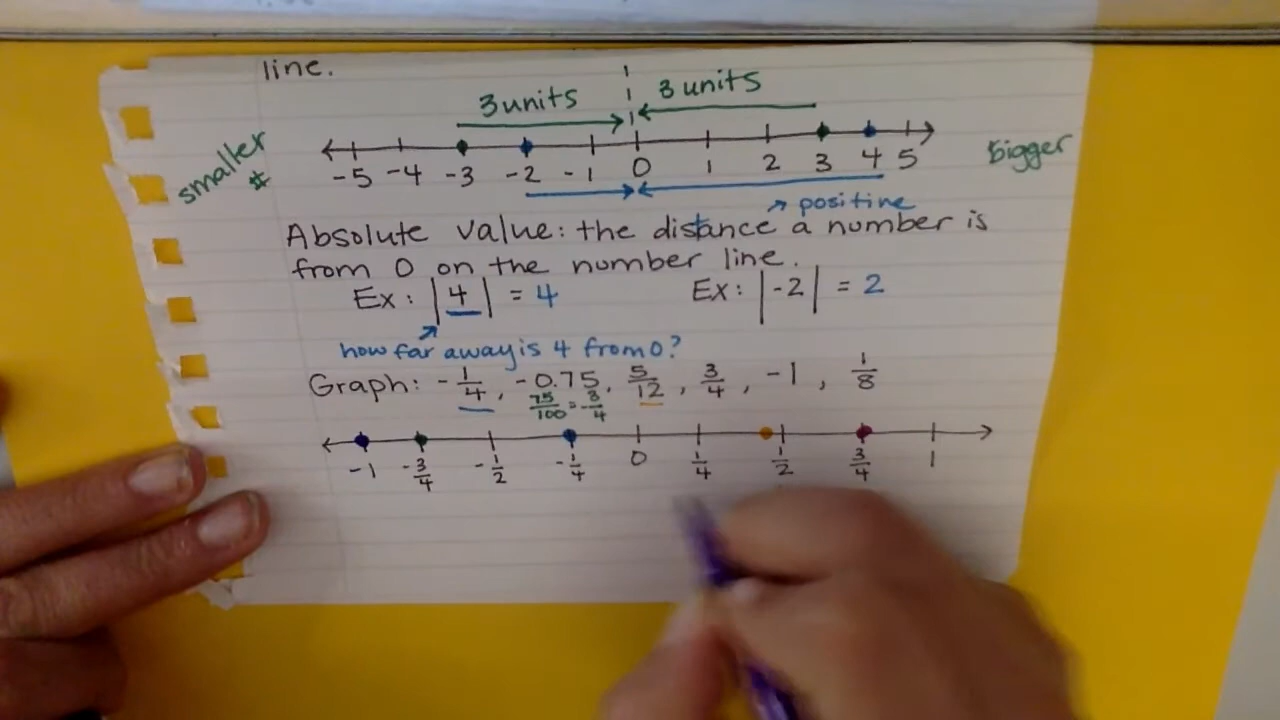 line.
3 units 3 units
smaller #
bigger
-5 -4 -3 -2 -1 0 1 2 3 4 5
positive
Absolute value: the distance a number is
from 0 on the number line.
Ex: |4| = 4 Ex: |-2| = 2
how far away is 4 from 0?
Graph: -1/4, -0.75, 5/12, 3/4, -1, 1/8
75/100 = -3/4
-1 -3/4 -1/2 -1/4 0 1/4 1/2 3/4 1